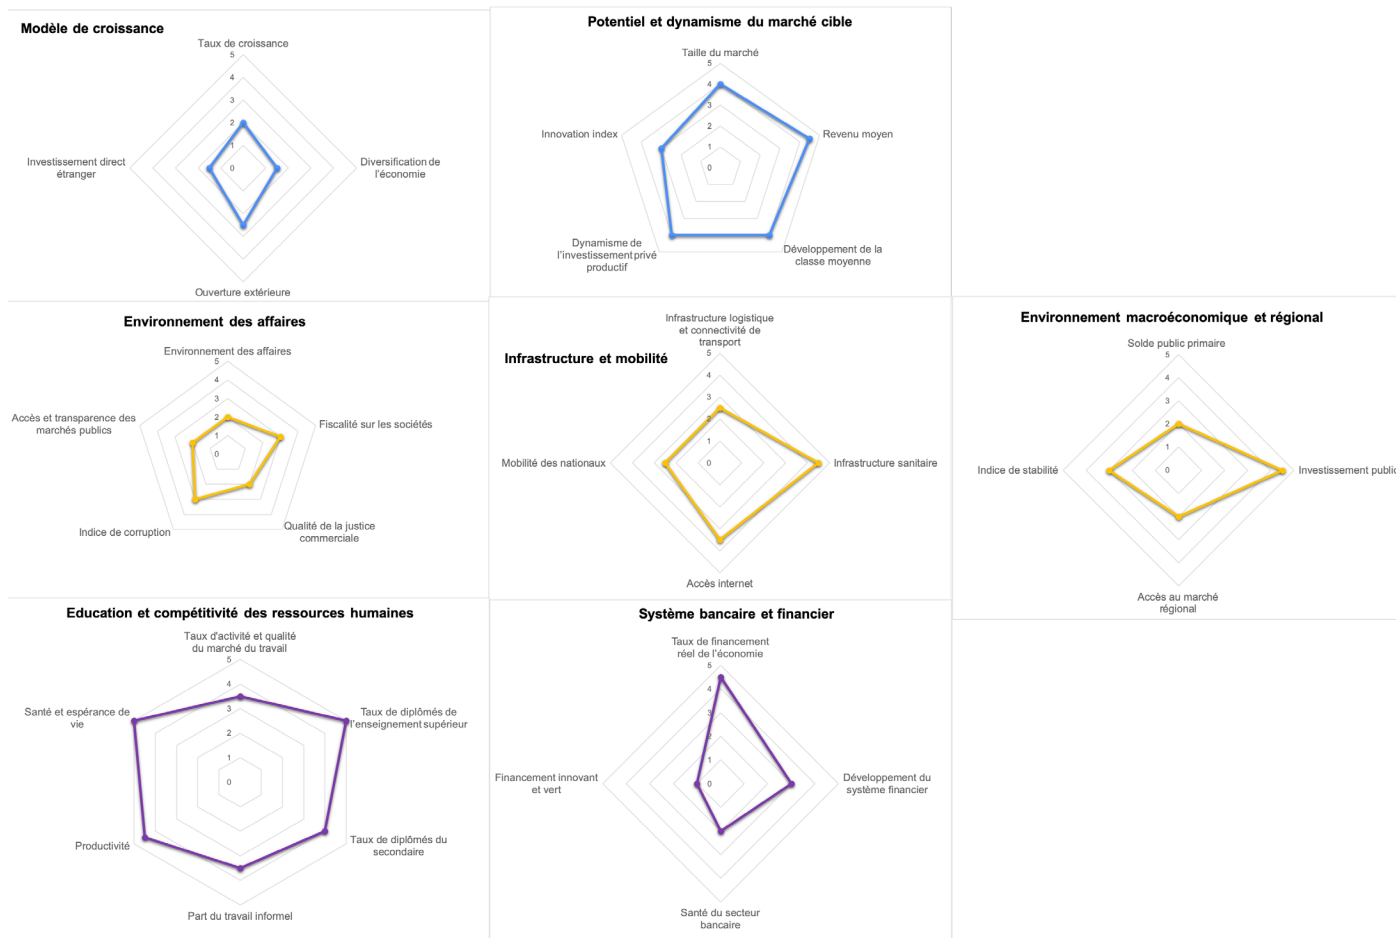 Modèle de croissance
Taux de croissance
5
4
3
2
1
0
Investissement direct
étranger
Diversification de
l'économie
Ouverture extérieure
Potentiel et dynamisme du marché cible
Taille du marché
5
4
3
2
1
0
Innovation index
Revenu moyen
Dynamisme de
l'investissement privé
productif
Développement de la
classe moyenne
Environnement des affaires
Environnement des affaires
5
4
3
2
1
0
Accès et transparence des
marchés publics
Fiscalité sur les sociétés
Indice de corruption
Qualité de la justice
commerciale
Infrastructure et mobilité
Infrastructure logistique
et connectivité de
transport
5
4
3
2
1
0
Mobilité des nationaux
Infrastructure sanitaire
Accès internet
Environnement macroéconomique et régional
Solde public primaire
5
4
3
2
1
0
Indice de stabilité
Investissement public
Accès au marché
régional
Education et compétitivité des ressources humaines
Taux d'activité et qualité
du marché du travail
5
4
3
2
1
0
Santé et espérance de
vie
Taux de diplômés de
l'enseignement supérieur
Productivité
Taux de diplômés du
secondaire
Part du travail informel
Système bancaire et financier
Taux de financement
réel de l'économie
5
4
3
2
1
0
Financement innovant
et vert
Développement du
système financier
Santé du secteur
bancaire